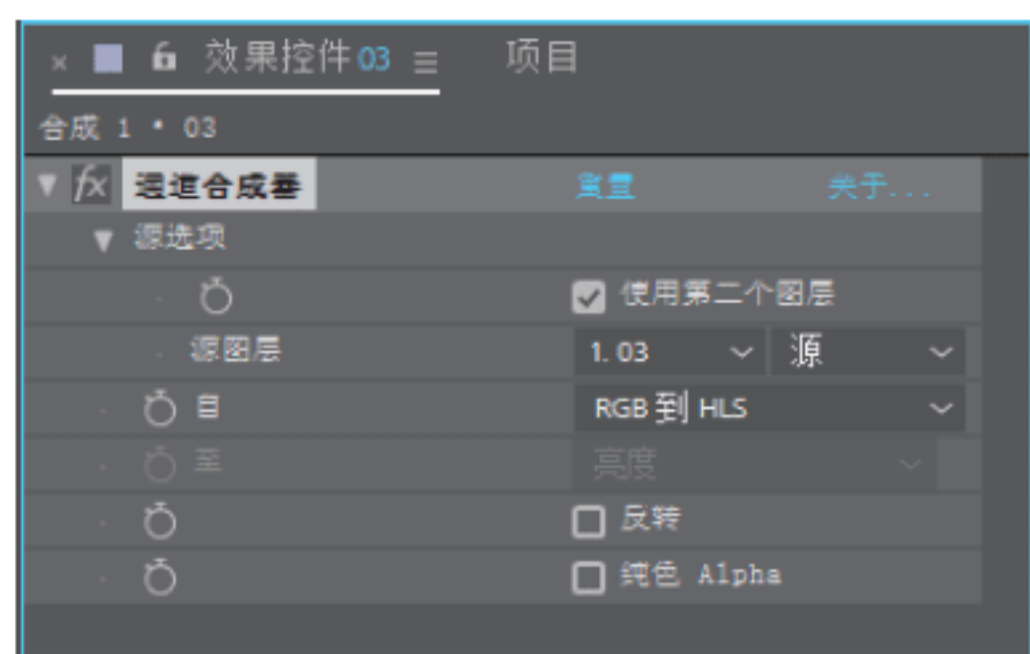 × 效果控件 03 ≡ 项目
合成 1 • 03
fx 通道合成器 重置 关于...
源选项
使用第二个图层
源图层 1. 03 源
自 RGB 到 HLS
至 亮度
反转
纯色 Alpha